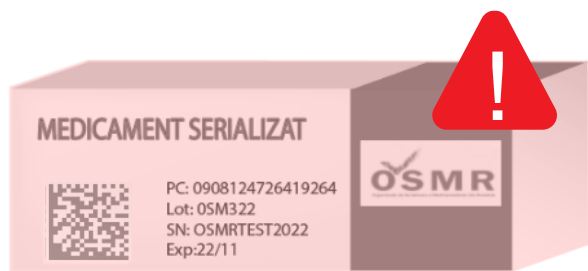 !
MEDICAMENT SERIALIZAT
PC: 0908124726419264
Lot: 0SM322
SN: OSMRTEST2022
Exp:22/11
OSMR